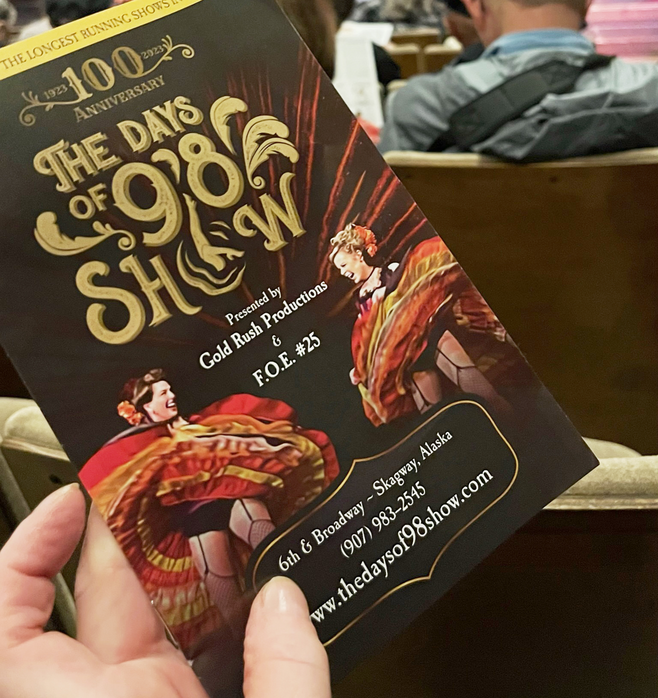 THE LONGEST RUNNING SHOWS IN
1923 100 2023
ANNIVERSARY
THE DAYS
OF '98
SHOW
Presented by
Gold Rush Productions
&
F.O.E. #25
6th & Broadway ~ Skagway, Alaska
(907) 983-2545
www.thedaysof98show.com